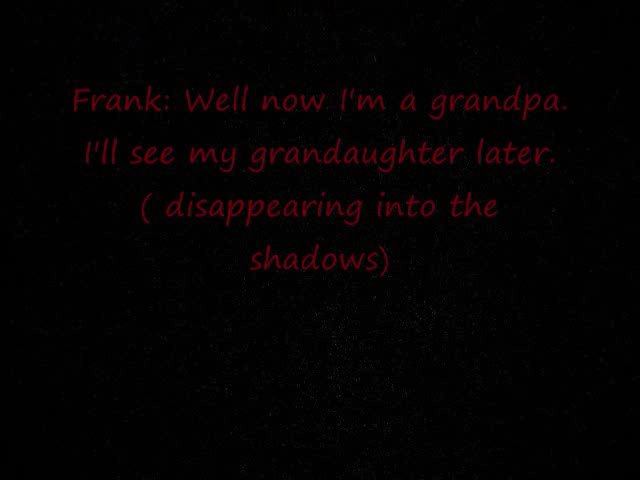 Frank: Well now I'm a grandpa.
I'll see my grandaughter later.
( disappearing into the
shadows)